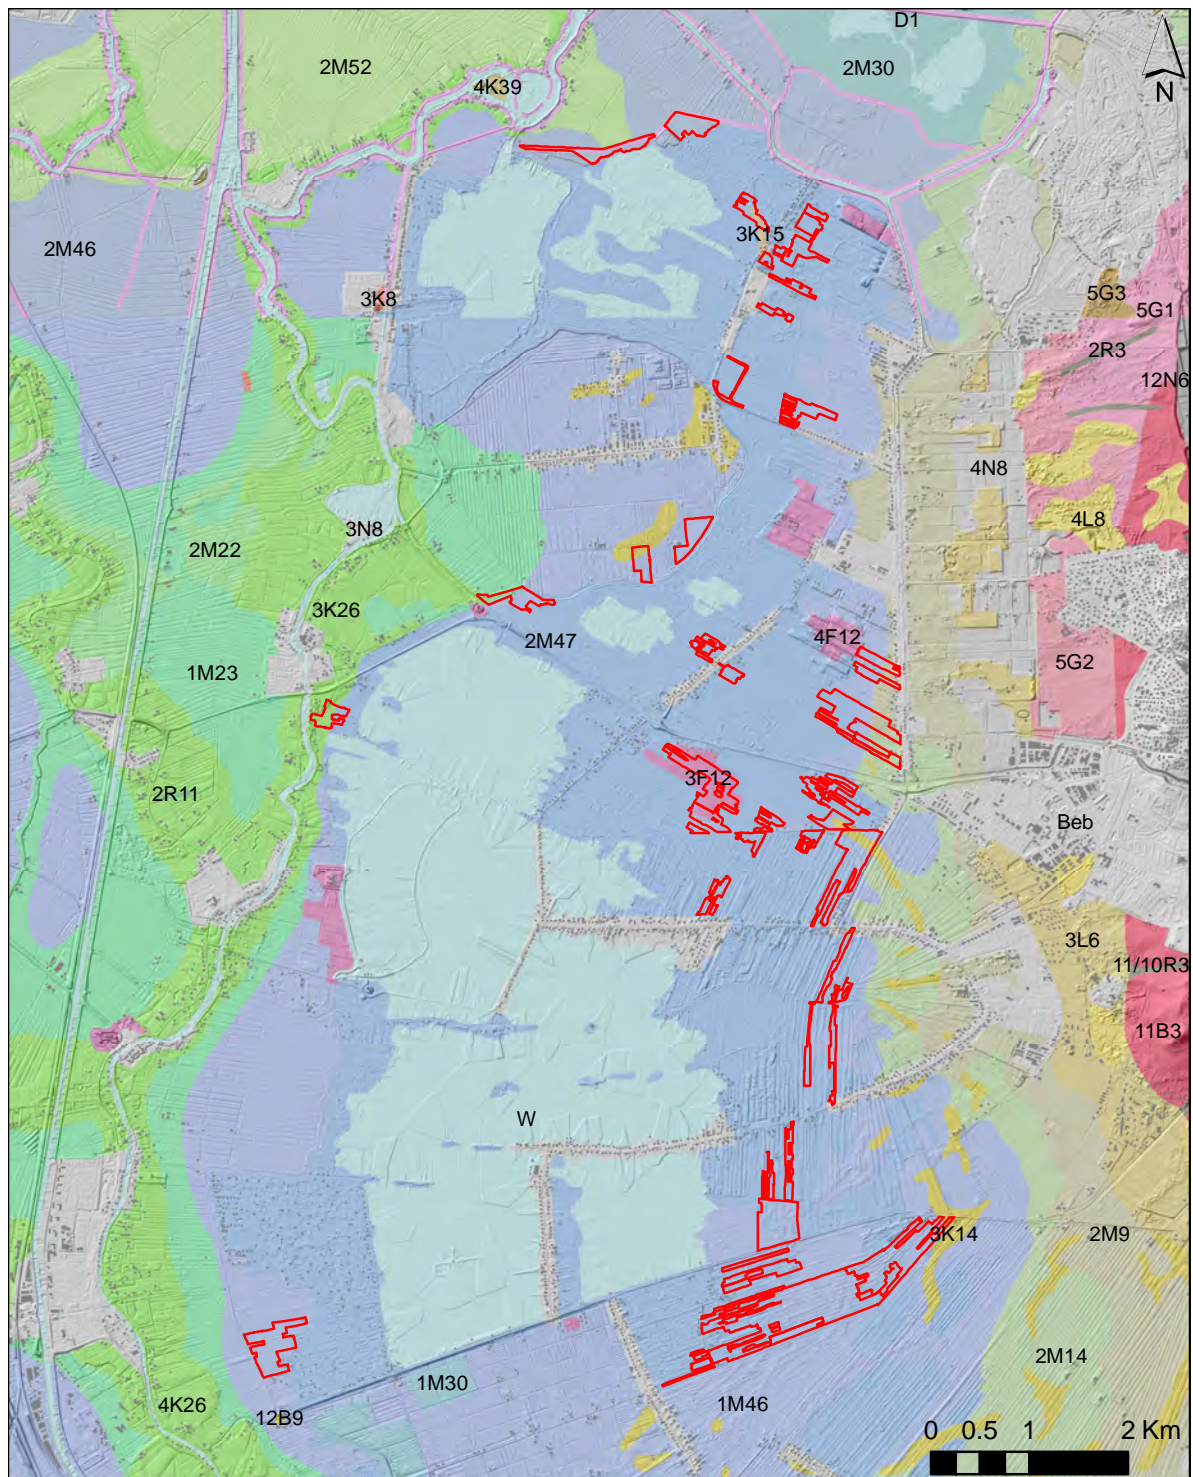 D1
2M52
2M30
4K39
N
3K15
2M46
5G3
3K8
5G1
2R3
12N6
4N8
4L8
3N8
2M22
3K26
2M47
4F12
5G2
1M23
3F12
2R11
Beb
3L6
11/10R3
11B3
W
3K14
2M9
2M14
1M30
4K26
1M46
12B9
0 0.5 1 2 Km